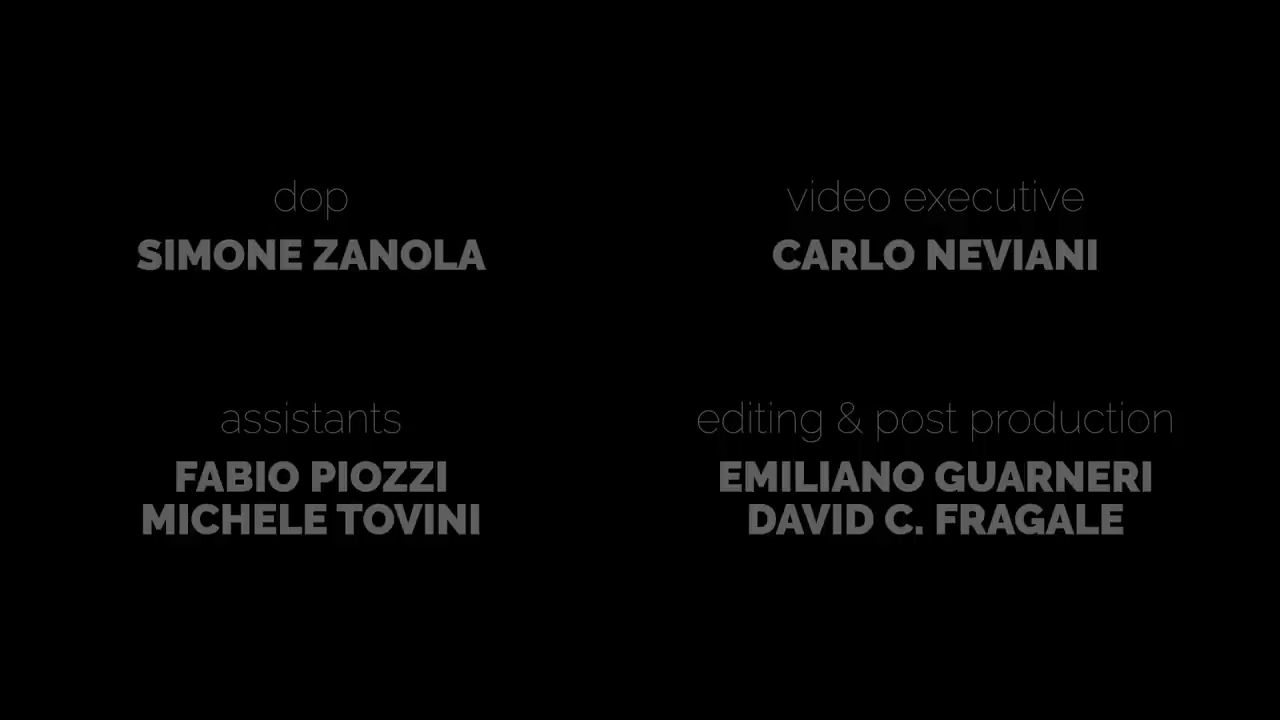 dop
SIMONE ZANOLA
video executive
CARLO NEVIANI
assistants
FABIO PIOZZI
MICHELE TOVINI
editing & post production
EMILIANO GUARNERI
DAVID C. FRAGALE